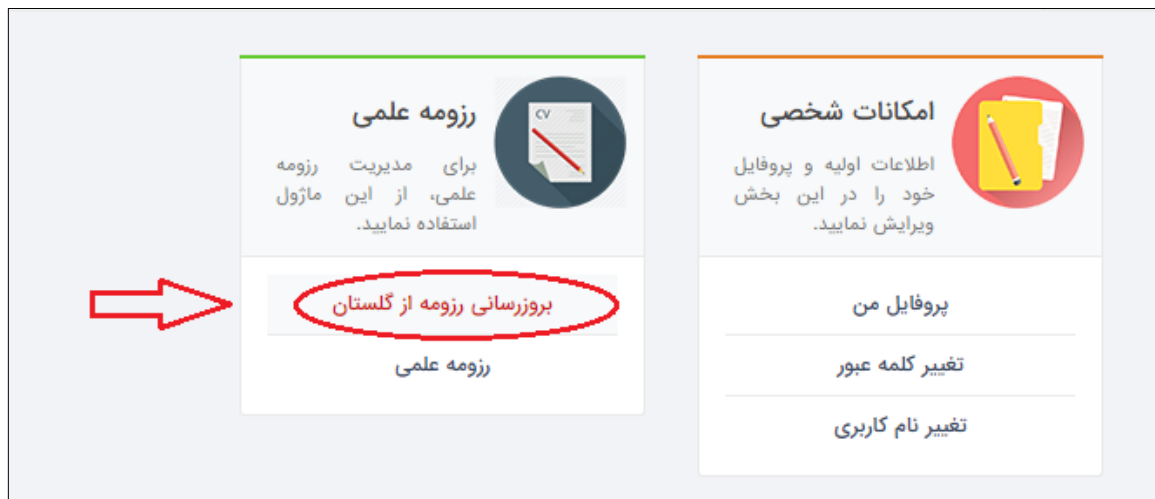 امکانات شخصی
اطلاعات اولیه و پروفایل
خود را در این بخش
ویرایش نمایید.
پروفایل من
تغییر کلمه عبور
تغییر نام کاربری
CV
رزومه علمی
برای مدیریت رزومه
علمی، از این ماژول
استفاده نمایید.
بروزرسانی رزومه از گلستان
رزومه علمی